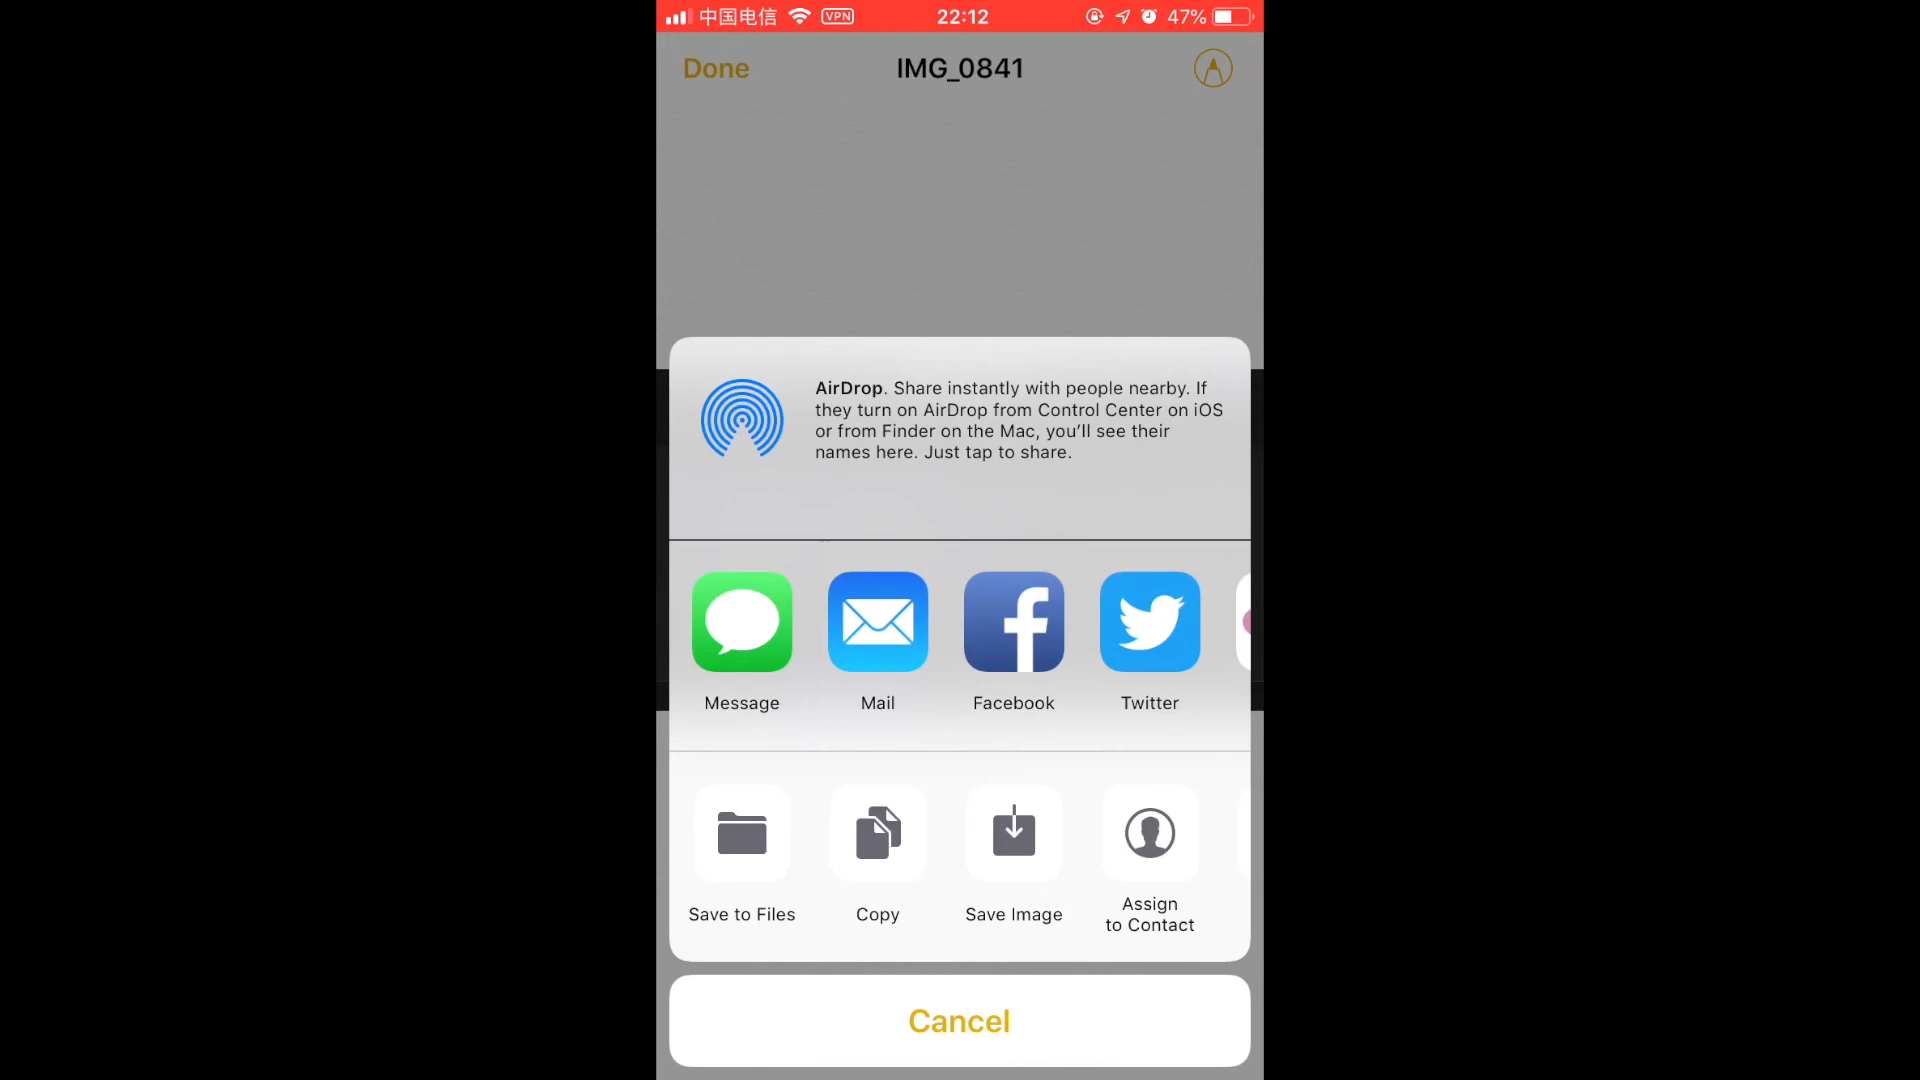 中国电信 VPN 22:12 47%
Done IMG_0841
AirDrop. Share instantly with people nearby. If
they turn on AirDrop from Control Center on iOS
or from Finder on the Mac, you’ll see their
names here. Just tap to share.
Message Mail Facebook Twitter
Save to Files Copy Save Image Assign
to Contact
Cancel